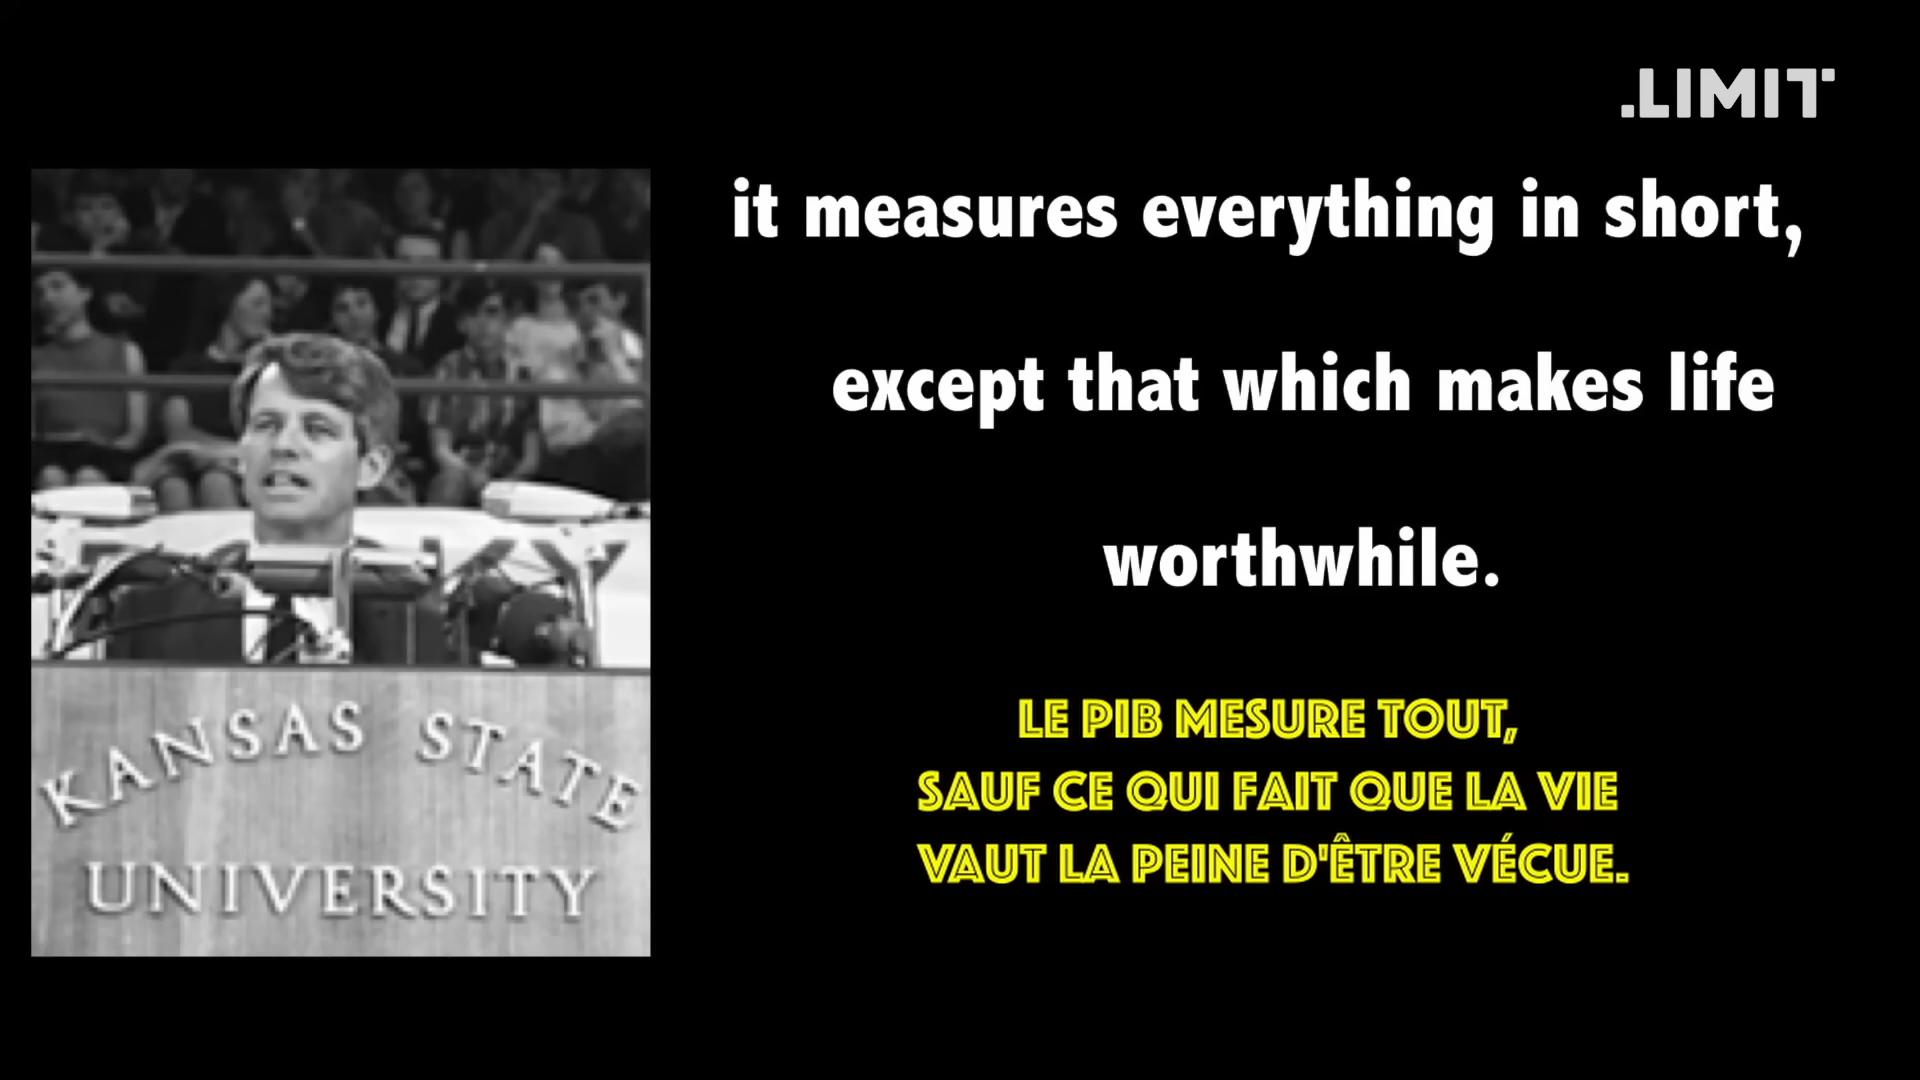 .LIMIT
it measures everything in short,
except that which makes life
worthwhile.
LE PIB MESURE TOUT,
SAUF CE QUI FAIT QUE LA VIE
VAUT LA PEINE D'ÊTRE VÉCUE.
KANSAS STATE
UNIVERSITY